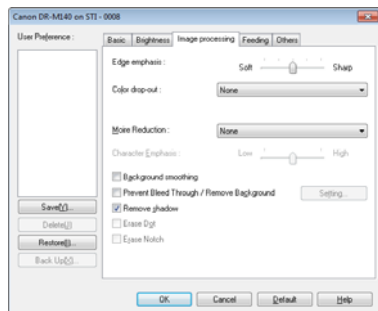 Canon DR-M140 on STI - 0008
User Preference :
Basic Brightness Image processing Feeding Others
Edge emphasis :
Soft Sharp
Color drop-out :
None
Moire Reduction :
None
Character Emphasis :
Low High
Background smoothing
Prevent Bleed Through / Remove Background
Setting...
Remove shadow
Erase Dot
Erase Notch
Save(V)...
Delete(J)
Restore(I)...
Back Up(X)...
OK Cancel Default Help